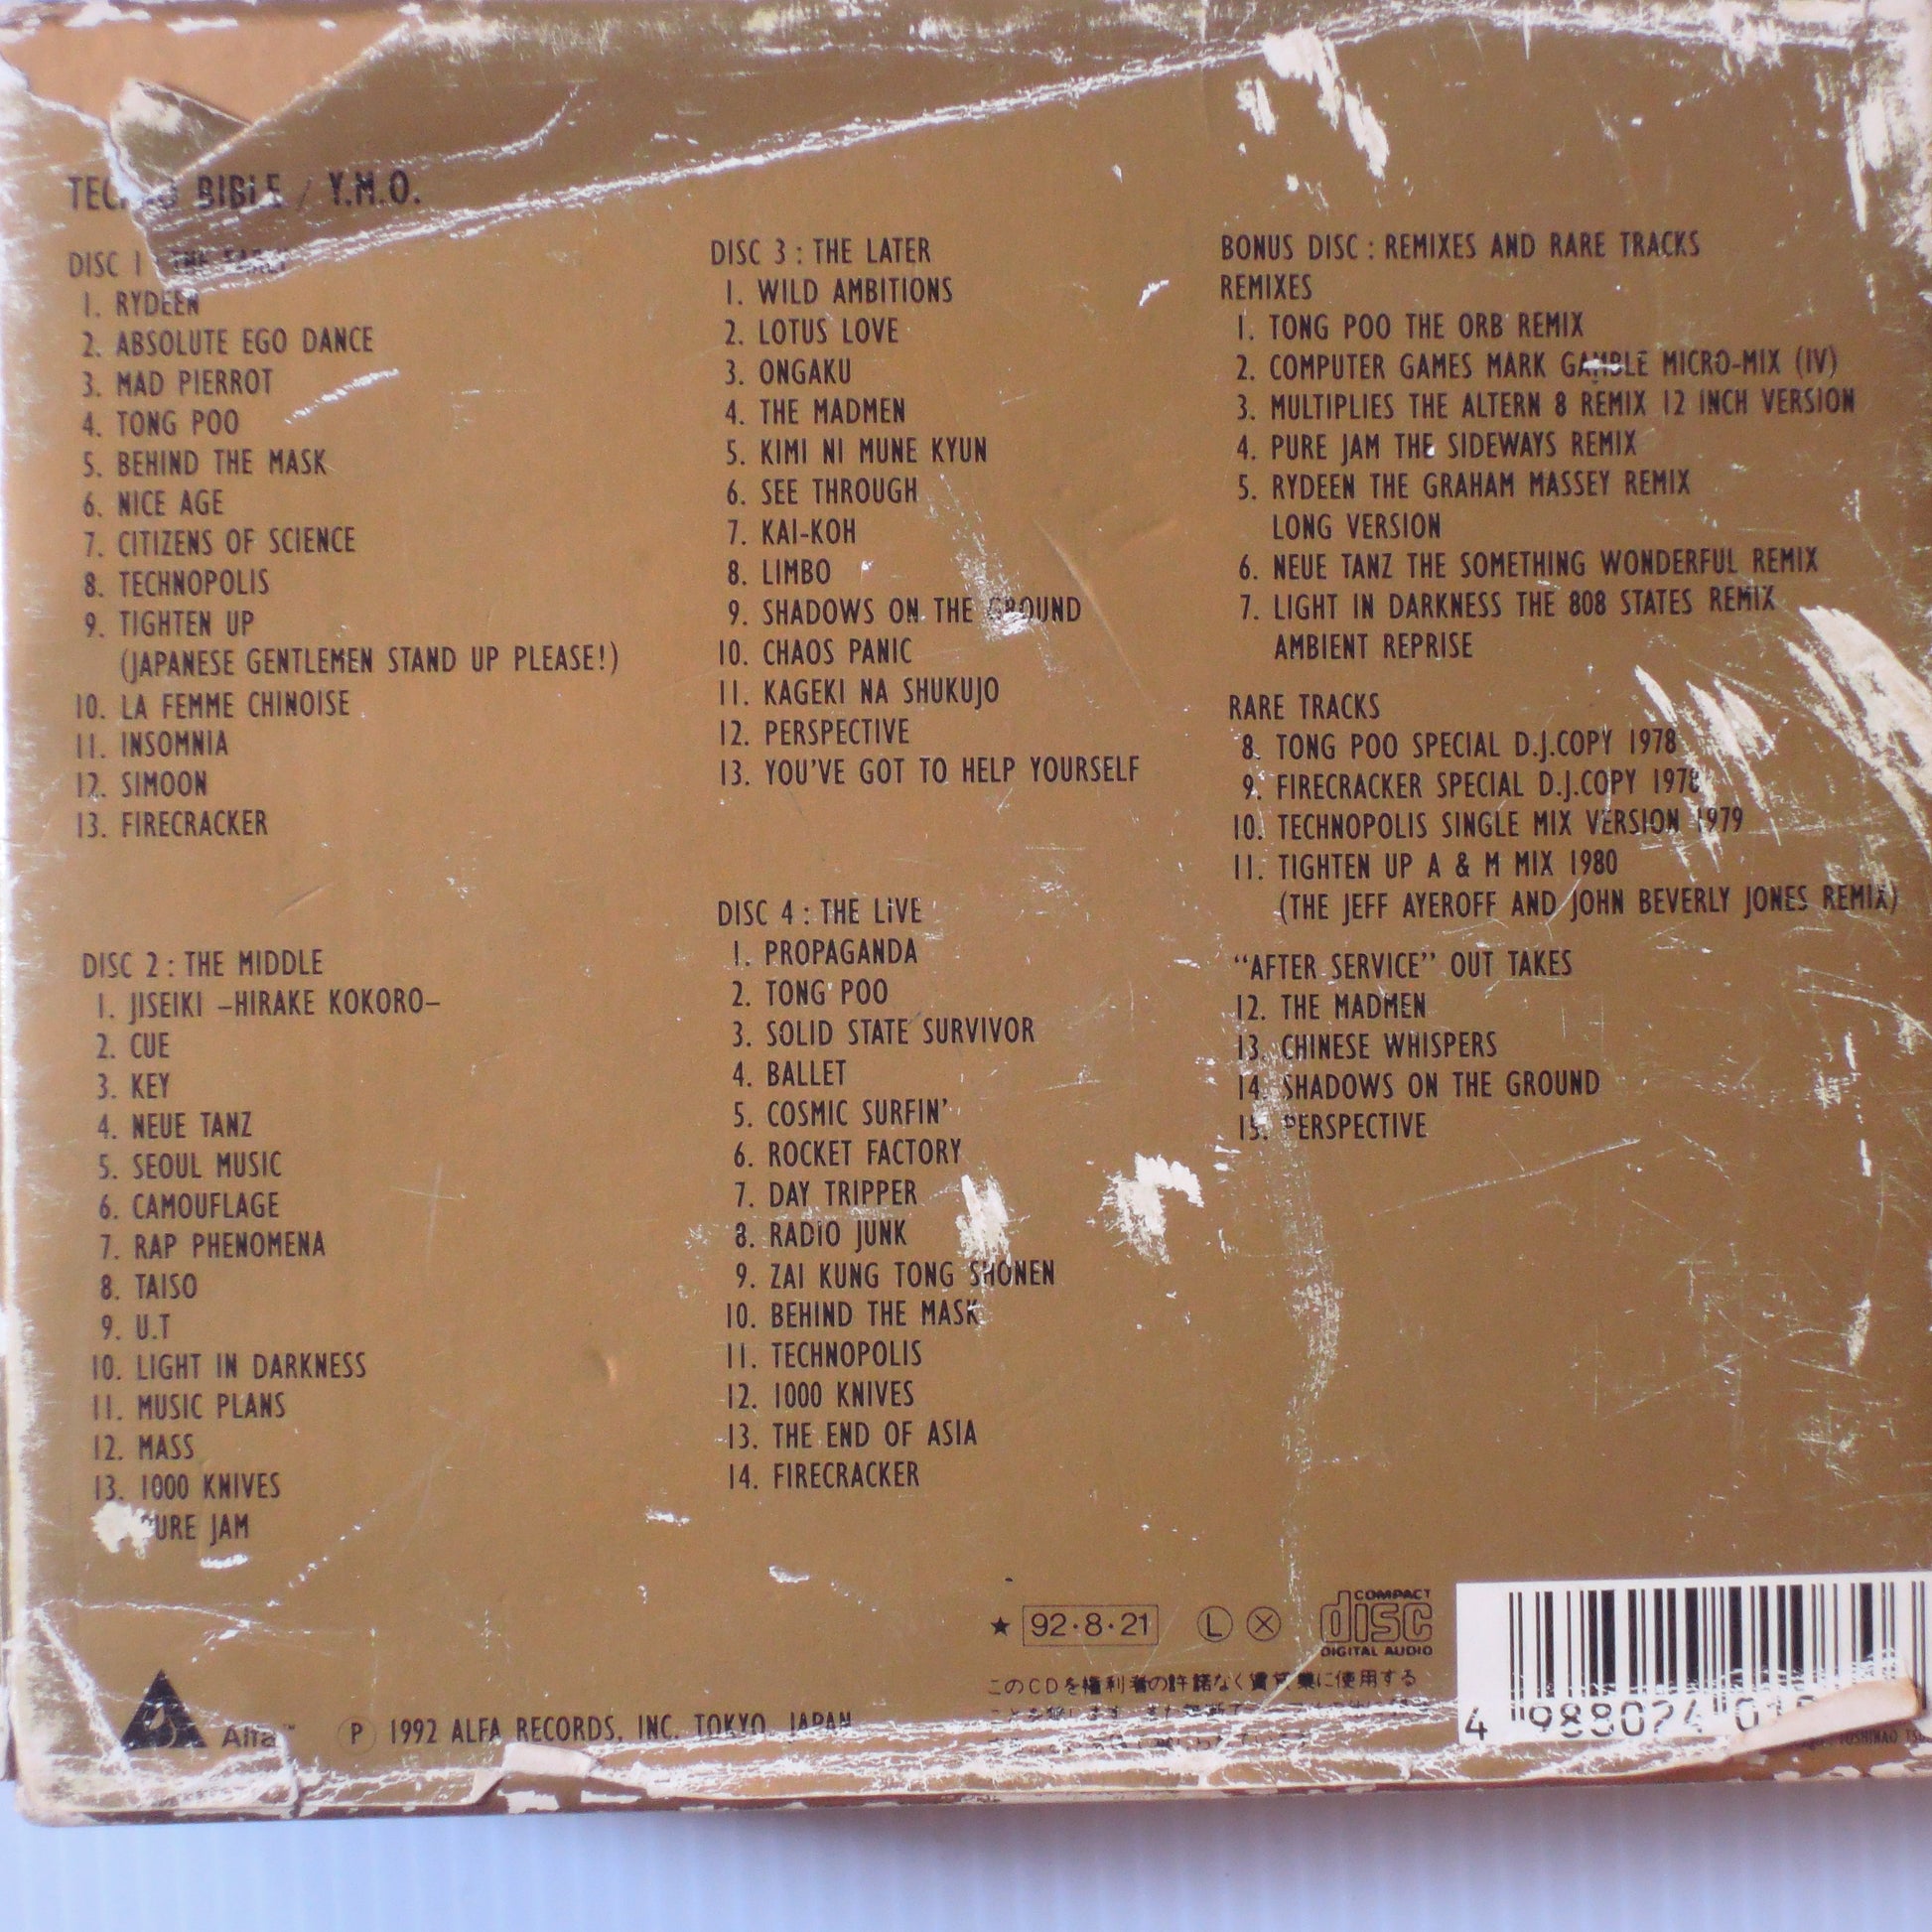 TECHNO BIBLE / Y.M.O.
DISC 1 : THE EARLY
1. RYDEEN
2. ABSOLUTE EGO DANCE
3. MAD PIERROT
4. TONG POO
5. BEHIND THE MASK
6. NICE AGE
7. CITIZENS OF SCIENCE
8. TECHNOPOLIS
9. TIGHTEN UP
(JAPANESE GENTLEMEN STAND UP PLEASE!)
10. LA FEMME CHINOISE
11. INSOMNIA
12. SIMOON
13. FIRECRACKER
DISC 2 : THE MIDDLE
1. JISEIKI –HIRAKE KOKORO–
2. CUE
3. KEY
4. NEUE TANZ
5. SEOUL MUSIC
6. CAMOUFLAGE
7. RAP PHENOMENA
8. TAISO
9. U.T
10. LIGHT IN DARKNESS
11. MUSIC PLANS
12. MASS
13. 1000 KNIVES
PURE JAM
DISC 3 : THE LATER
1. WILD AMBITIONS
2. LOTUS LOVE
3. ONGAKU
4. THE MADMEN
5. KIMI NI MUNE KYUN
6. SEE THROUGH
7. KAI-KOH
8. LIMBO
9. SHADOWS ON THE GROUND
10. CHAOS PANIC
11. KAGEKI NA SHUKUJO
12. PERSPECTIVE
13. YOU'VE GOT TO HELP YOURSELF
DISC 4 : THE LIVE
1. PROPAGANDA
2. TONG POO
3. SOLID STATE SURVIVOR
4. BALLET
5. COSMIC SURFIN'
6. ROCKET FACTORY
7. DAY TRIPPER
8. RADIO JUNK
9. ZAI KUNG TONG SHONEN
10. BEHIND THE MASK
11. TECHNOPOLIS
12. 1000 KNIVES
13. THE END OF ASIA
14. FIRECRACKER
BONUS DISC : REMIXES AND RARE TRACKS
REMIXES
1. TONG POO THE ORB REMIX
2. COMPUTER GAMES MARK GAMBLE MICRO-MIX (IV)
3. MULTIPLIES THE ALTERN 8 REMIX 12 INCH VERSION
4. PURE JAM THE SIDEWAYS REMIX
5. RYDEEN THE GRAHAM MASSEY REMIX
LONG VERSION
6. NEUE TANZ THE SOMETHING WONDERFUL REMIX
7. LIGHT IN DARKNESS THE 808 STATES REMIX
AMBIENT REPRISE
RARE TRACKS
8. TONG POO SPECIAL D.J.COPY 1978
9. FIRECRACKER SPECIAL D.J.COPY 1978
10. TECHNOPOLIS SINGLE MIX VERSION 1979
11. TIGHTEN UP A & M MIX 1980
(THE JEFF AYEROFF AND JOHN BEVERLY JONES REMIX)
"AFTER SERVICE" OUT TAKES
12. THE MADMEN
13. CHINESE WHISPERS
14. SHADOWS ON THE GROUND
15. PERSPECTIVE
★ 92・8・21 Ⓛ Ⓧ COMPACT disc DIGITAL AUDIO
このCDを権利者の許諾なく賃貸業に使用する
Alfa™ Ⓟ 1992 ALFA RECORDS, INC. TOKYO, JAPAN
4 988024